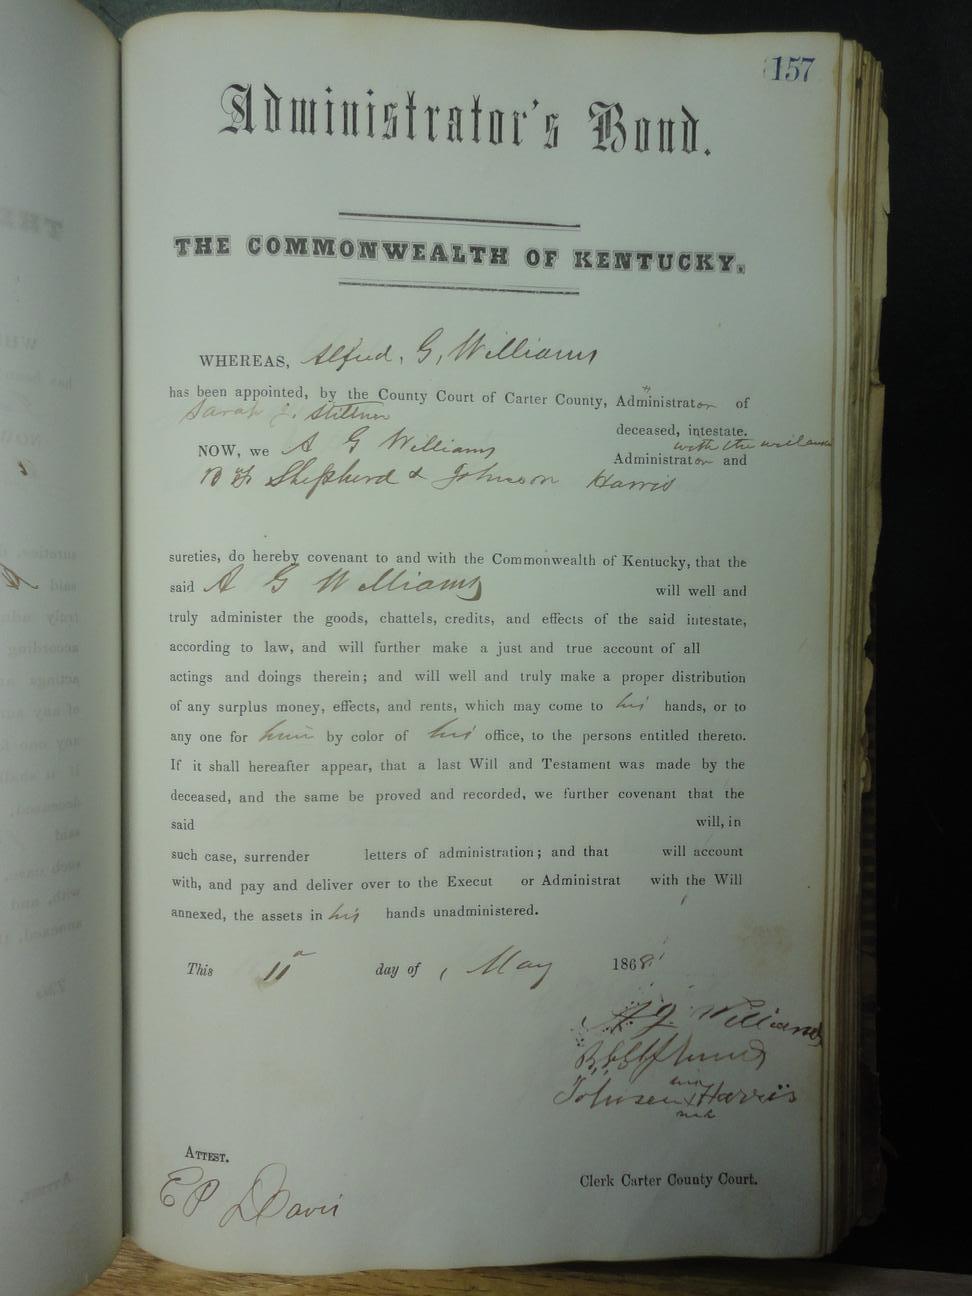 157
Administrator's Bond.
THE COMMONWEALTH OF KENTUCKY.
WHEREAS, Alfred, G, Williams
has been appointed, by the County Court of Carter County, Administrator of
Sarah J. Stittner
deceased, intestate.
with the will
NOW, we A G Williams Administrator and
B F Shepherd & Johnson Harris
sureties, do hereby covenant to and with the Commonwealth of Kentucky, that the
said A G Williams will well and
truly administer the goods, chattels, credits, and effects of the said intestate,
according to law, and will further make a just and true account of all
actings and doings therein; and will well and truly make a proper distribution
of any surplus money, effects, and rents, which may come to his hands, or to
any one for him by color of his office, to the persons entitled thereto.
If it shall hereafter appear, that a last Will and Testament was made by the
deceased, and the same be proved and recorded, we further covenant that the
said will, in
such case, surrender letters of administration; and that will account
with, and pay and deliver over to the Execut or Administrat with the Will
annexed, the assets in his hands unadministered.
This 11 day of May 1868
A G Williams
Johnson his x mark Harris
ATTEST.
E P Davis
Clerk Carter County Court.